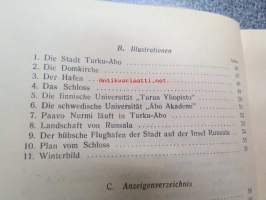 B. Illustrationen
Seite
1. Die Stadt Turku-Åbo
2. Die Domkirche
3. Der Hafen
4. Das Schloss
5. Die finnische Universität „Turun Yliopisto"
6. Die schwedische Universität „Åbo Akademi"
7. Paavo Nurmi läuft in Turku-Åbo
8. Landschaft von Runsala
9. Der hübsche Flughafen der Stadt auf der Insel Runsala
10. Plan vom Schloss
11. Winterbild
C. Anzeigenverzeichnis